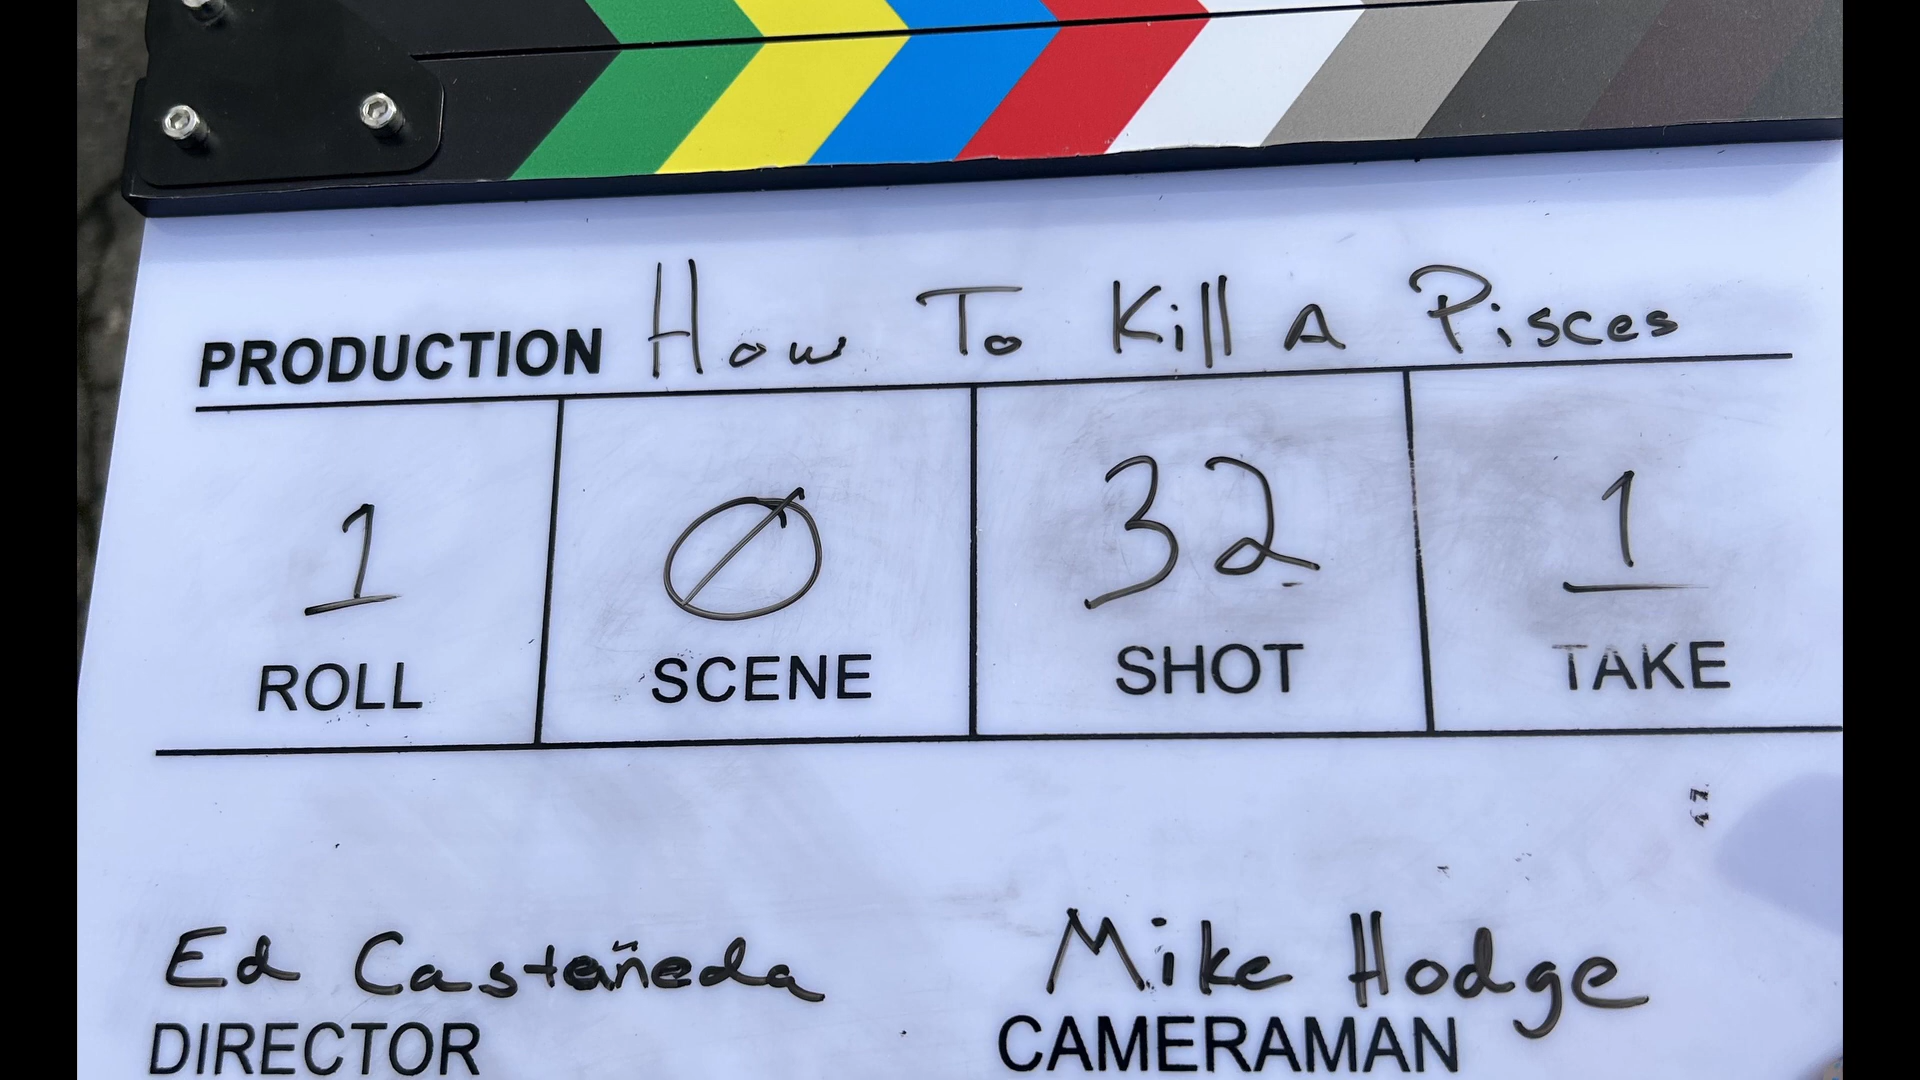 PRODUCTION How To Kill A Pisces
1 Ø 32 1
ROLL SCENE SHOT TAKE
Ed Castañeda Mike Hodge
DIRECTOR CAMERAMAN